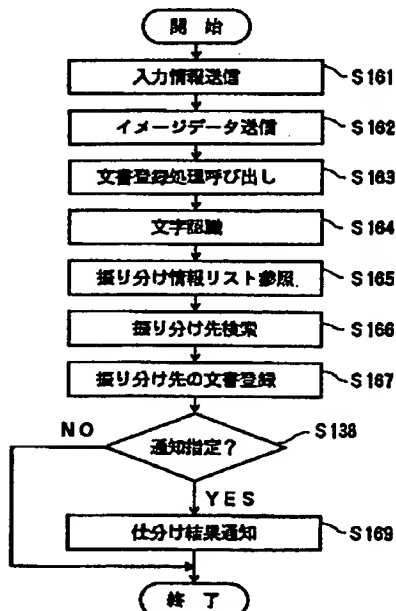 開始
入力情報送信 S161
イメージデータ送信 S162
文書登録処理呼び出し S163
文字認識 S164
振り分け情報リスト参照. S165
振り分け先検索 S166
振り分け先の文書登録 S167
NO 通知指定? S138
YES
仕分け結果通知 S169
終了